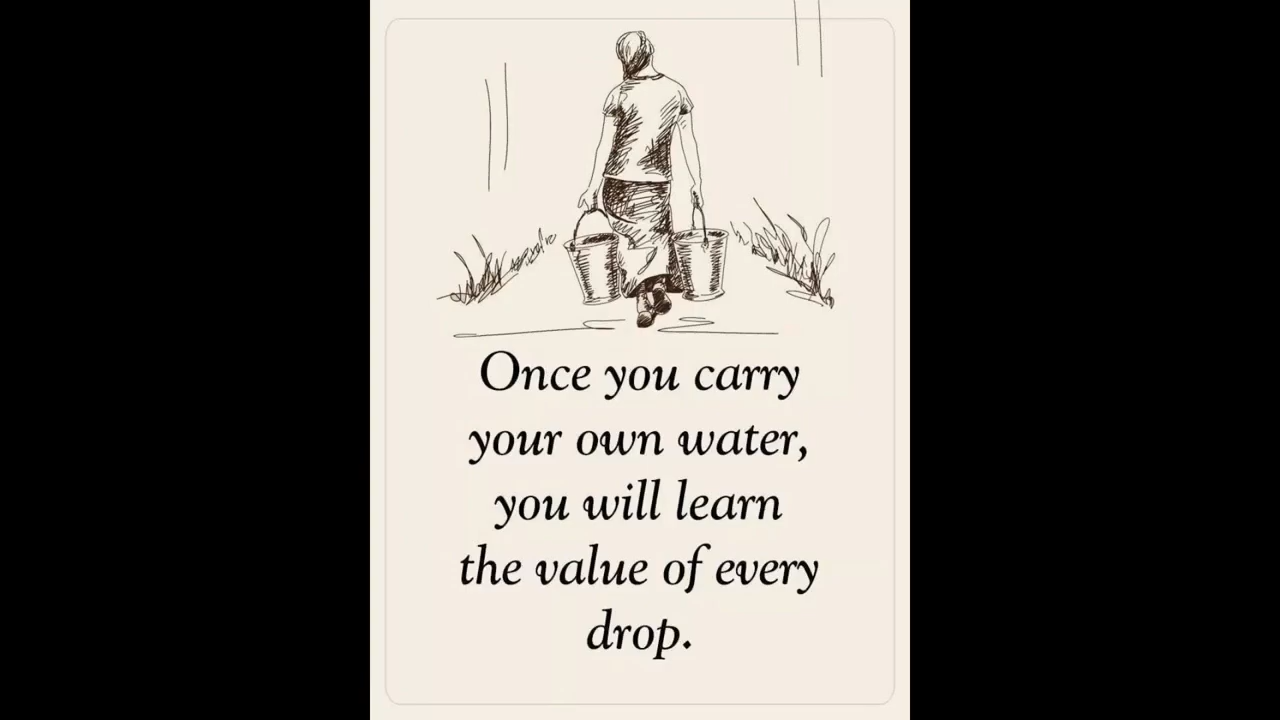 Once you carry
your own water,
you will learn
the value of every
drop.